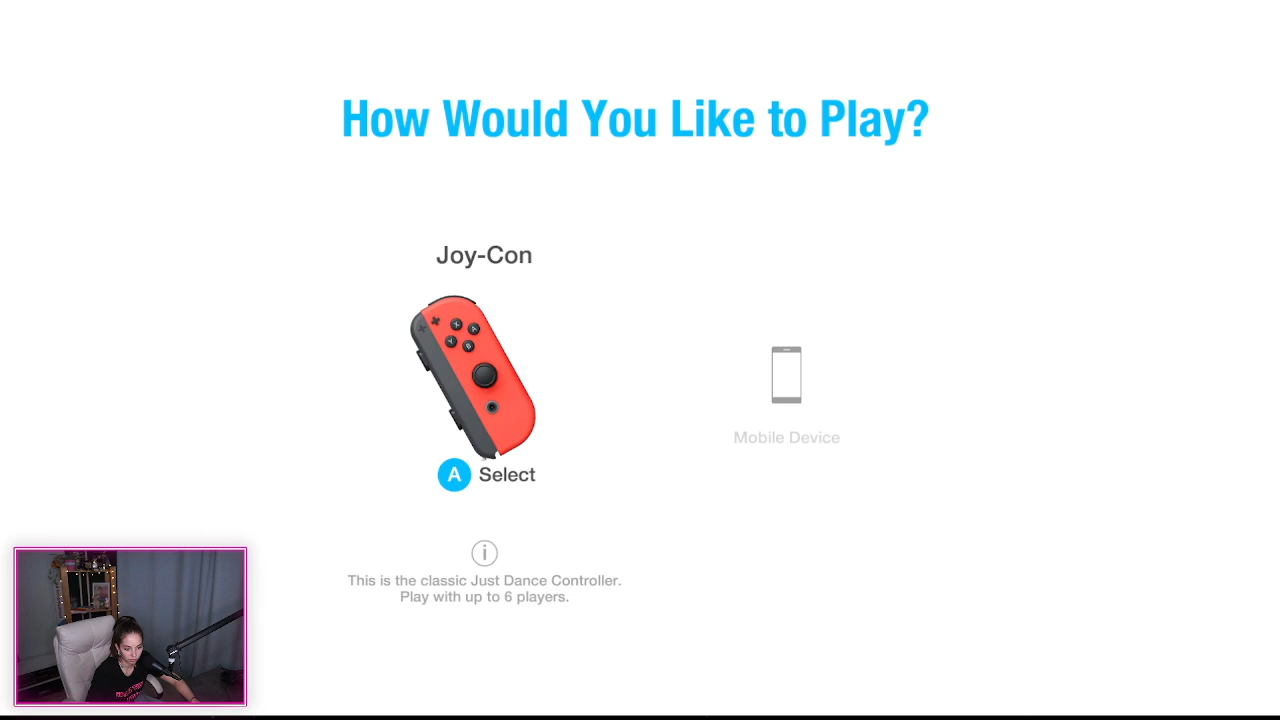 How Would You Like to Play?
Joy-Con
X
A
Y
B
A Select
Mobile Device
i
This is the classic Just Dance Controller.
Play with up to 6 players.